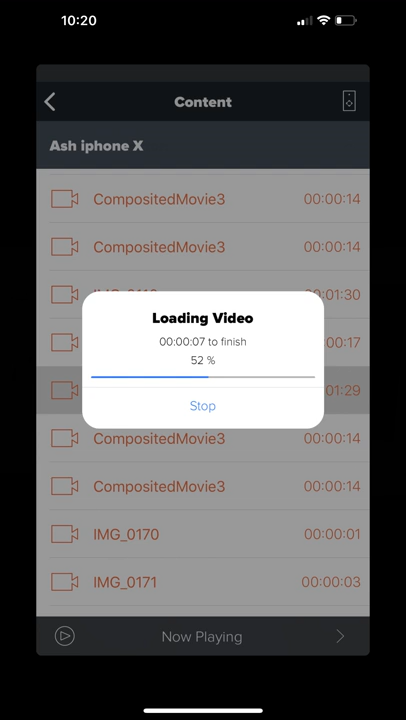 10:20
Content
Ash iphone X
CompositedMovie3 00:00:14
CompositedMovie3 00:00:14
:01:30
Loading Video
00:00:07 to finish
:00:17
52 %
:01:29
Stop
CompositedMovie3 00:00:14
CompositedMovie3 00:00:14
IMG_0170 00:00:01
IMG_0171 00:00:03
Now Playing